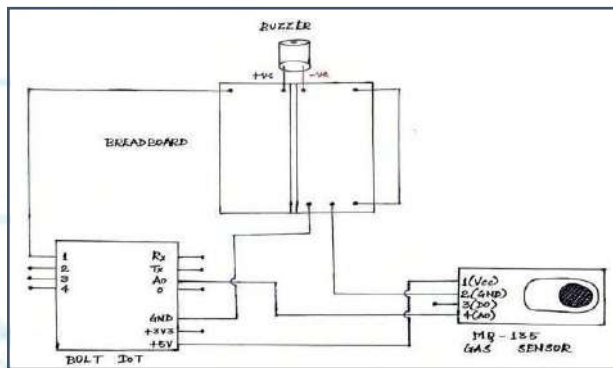 BUZZER
+ve
-ve
BREADBOARD
1
2
3
4
Rx
Tx
A0
0
GND
+3V3
+5V
BOLT IOT
1(Vcc)
2(GND)
3(DO)
4(AO)
MQ-135
GAS SENSOR